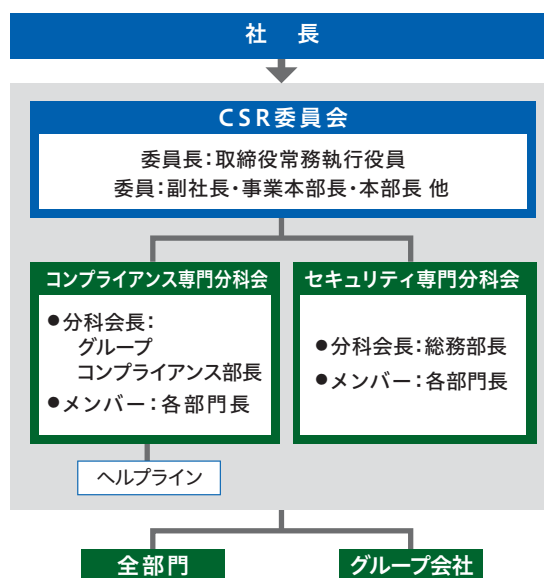 社　長
CSR委員会
委員長：取締役常務執行役員
委員：副社長・事業本部長・本部長 他
コンプライアンス専門分科会
●分科会長：
グループ
コンプライアンス部長
●メンバー：各部門長
セキュリティ専門分科会
●分科会長：総務部長
●メンバー：各部門長
ヘルプライン
全部門
グループ会社